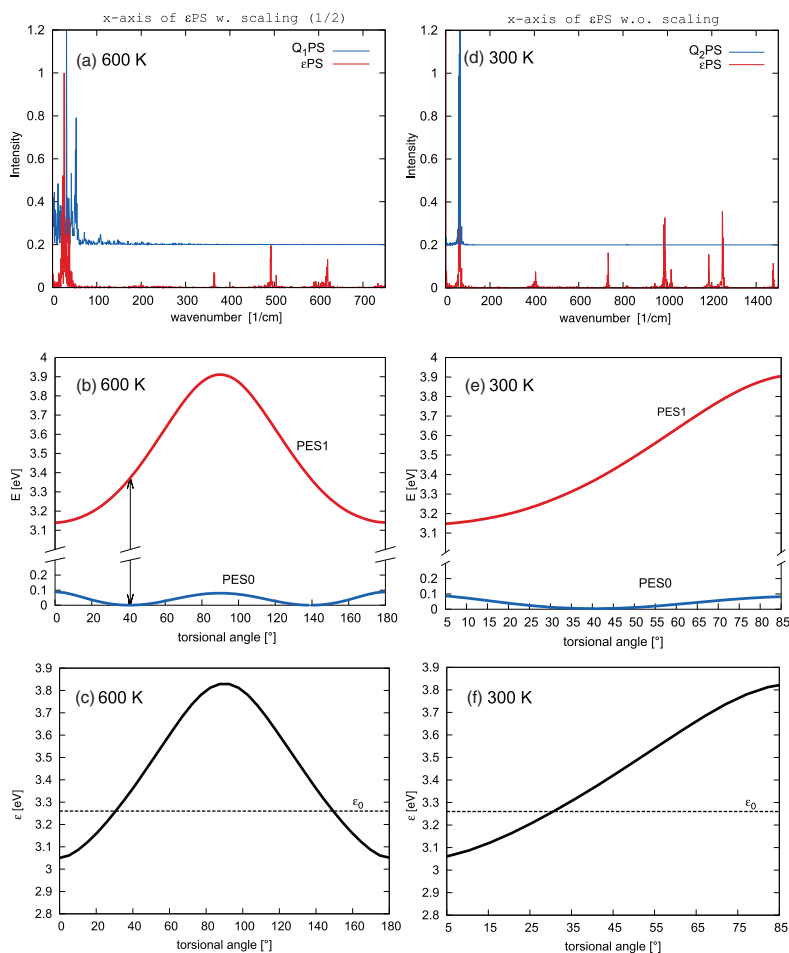 x-axis of εPS w. scaling (1/2)
(a) 600 K
Q1PS
εPS
Intensity
1.2
1
0.8
0.6
0.4
0.2
0
0 100 200 300 400 500 600 700
wavenumber [1/cm]
x-axis of εPS w.o. scaling
(d) 300 K
Q2PS
εPS
Intensity
1.2
1
0.8
0.6
0.4
0.2
0
0 200 400 600 800 1000 1200 1400
wavenumber [1/cm]
(b) 600 K
PES1
PES0
E [eV]
4
3.9
3.8
3.7
3.6
3.5
3.4
3.3
3.2
3.1
0.2
0.1
0
0 20 40 60 80 100 120 140 160 180
torsional angle [°]
(e) 300 K
PES1
PES0
E [eV]
4
3.9
3.8
3.7
3.6
3.5
3.4
3.3
3.2
3.1
0.2
0.1
0
5 10 15 20 25 30 35 40 45 50 55 60 65 70 75 80 85
torsional angle [°]
(c) 600 K
ε0
ε [eV]
3.9
3.8
3.7
3.6
3.5
3.4
3.3
3.2
3.1
3
2.9
2.8
0 20 40 60 80 100 120 140 160 180
torsional angle [°]
(f) 300 K
ε0
ε [eV]
3.9
3.8
3.7
3.6
3.5
3.4
3.3
3.2
3.1
3
2.9
2.8
5 15 25 35 45 55 65 75 85
torsional angle [°]